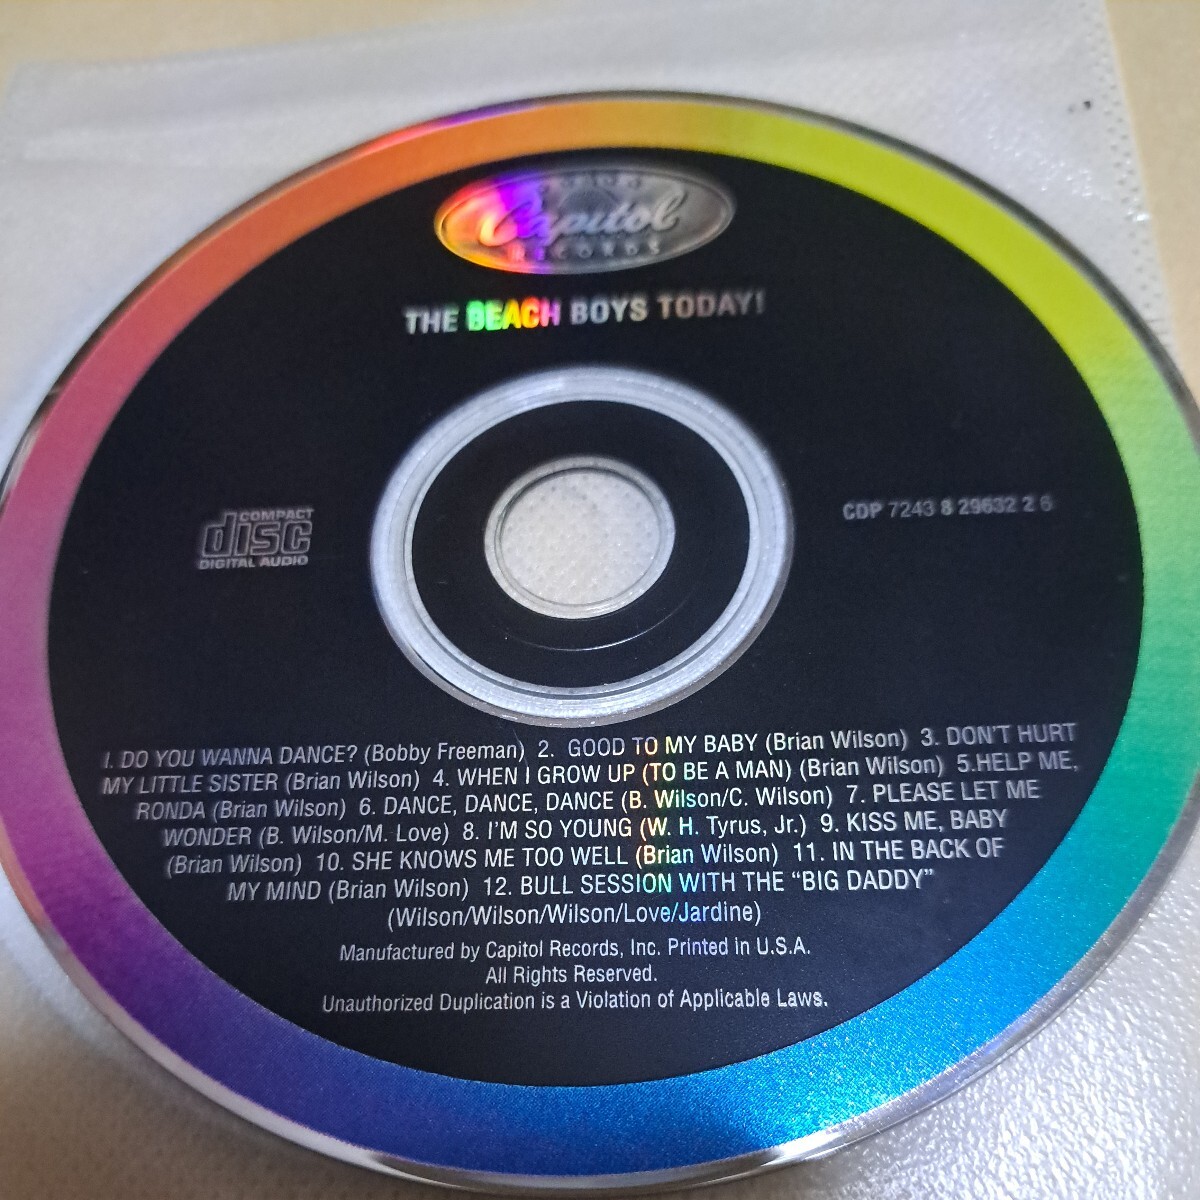 Capitol
RECORDS
THE BEACH BOYS TODAY!
COMPACT
disc
DIGITAL AUDIO
CDP 7243 8 29632 2 6
1. DO YOU WANNA DANCE? (Bobby Freeman) 2. GOOD TO MY BABY (Brian Wilson) 3. DON'T HURT
MY LITTLE SISTER (Brian Wilson) 4. WHEN I GROW UP (TO BE A MAN) (Brian Wilson) 5.HELP ME,
RONDA (Brian Wilson) 6. DANCE, DANCE, DANCE (B. Wilson/C. Wilson) 7. PLEASE LET ME
WONDER (B. Wilson/M. Love) 8. I'M SO YOUNG (W. H. Tyrus, Jr.) 9. KISS ME, BABY
(Brian Wilson) 10. SHE KNOWS ME TOO WELL (Brian Wilson) 11. IN THE BACK OF
MY MIND (Brian Wilson) 12. BULL SESSION WITH THE “BIG DADDY”
(Wilson/Wilson/Wilson/Love/Jardine)
Manufactured by Capitol Records, Inc. Printed in U.S.A.
All Rights Reserved.
Unauthorized Duplication is a Violation of Applicable Laws.